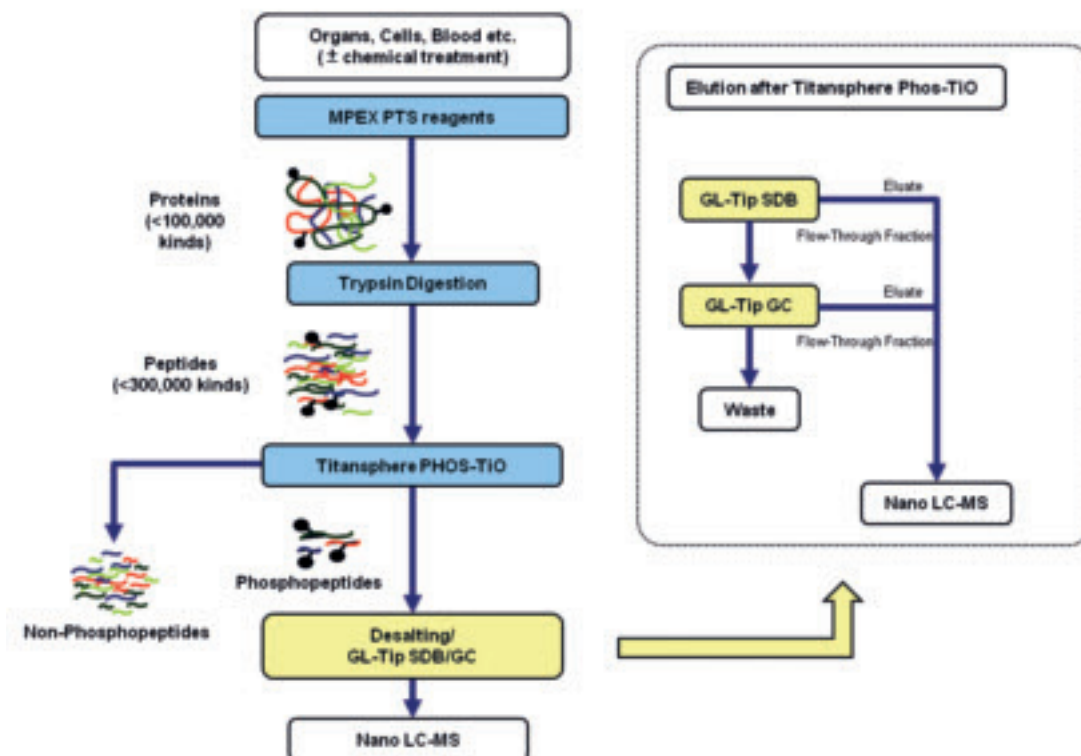 Organs, Cells, Blood etc.
(± chemical treatment)
MPEX PTS reagents
Proteins
(<100,000
kinds)
Trypsin Digestion
Peptides
(<300,000 kinds)
Titansphere PHOS-TiO
Phosphopeptides
Non-Phosphopeptides
Desalting/
GL-Tip SDB/GC
Nano LC-MS
Elution after Titansphere Phos-TiO
GL-Tip SDB
Eluate
Flow-Through Fraction
GL-Tip GC
Eluate
Flow-Through Fraction
Waste
Nano LC-MS